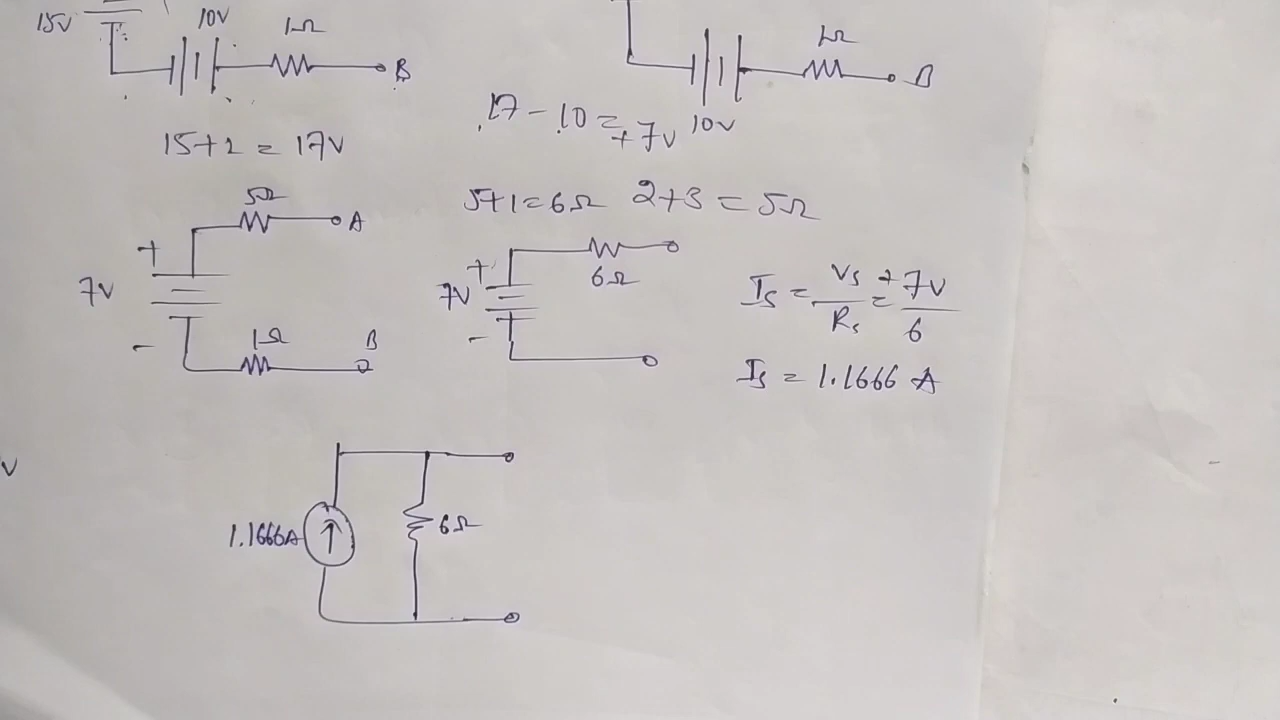 15V
10V
1Ω
B
1Ω
B
10V
15+2 = 17V
17 - 10 = +7V
5+1=6Ω 2+3 = 5Ω
5Ω
A
+
7V
-
1Ω
B
+
7V
-
6Ω
Is = Vs / Rs = +7V / 6
Is = 1.1666 A
V
1.1666A
6Ω